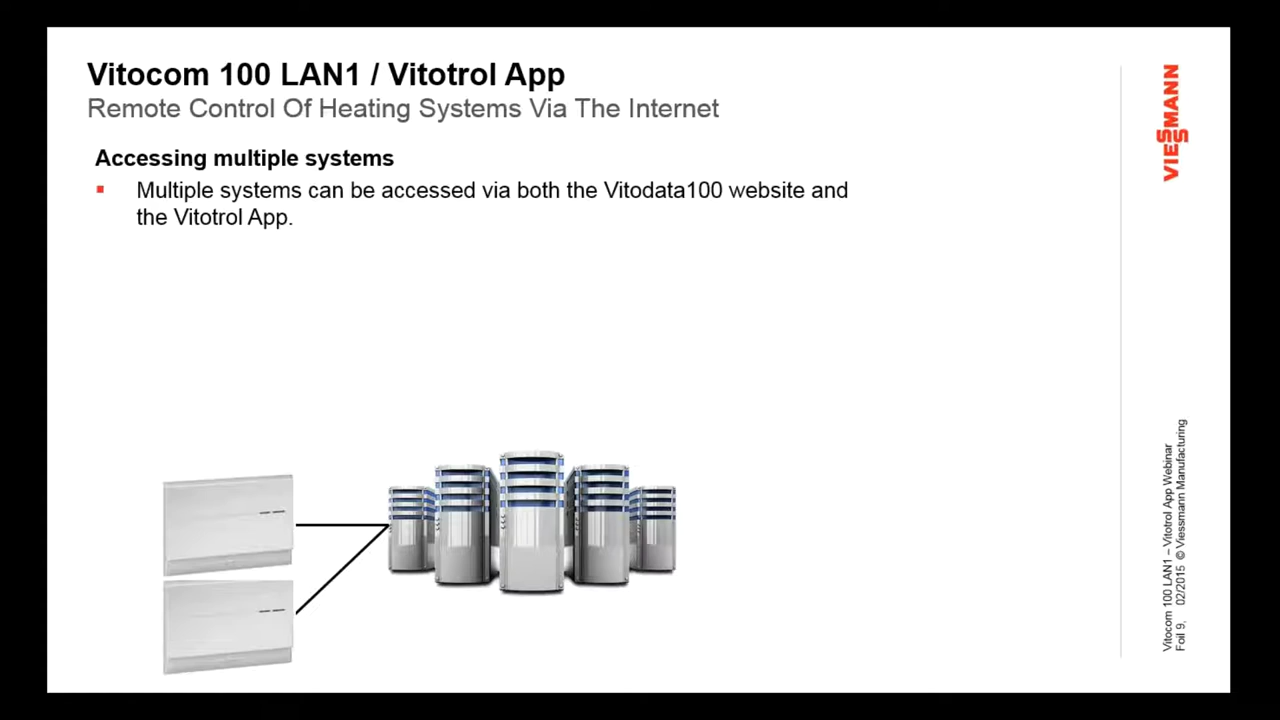 Vitocom 100 LAN1 / Vitotrol App
Remote Control Of Heating Systems Via The Internet
Accessing multiple systems
Multiple systems can be accessed via both the Vitodata100 website and
the Vitotrol App.
VIESSMANN
Vitocom 100 LAN1 – Vitotrol App Webinar
Foil 9, 02/2015 © Viessmann Manufacturing